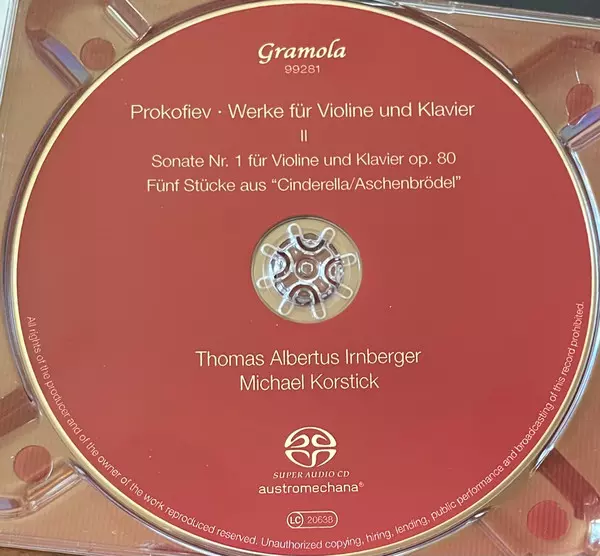 Gramola
99281
Prokofiev · Werke für Violine und Klavier
II
Sonate Nr. 1 für Violine und Klavier op. 80
Fünf Stücke aus "Cinderella/Aschenbrödel"
Thomas Albertus Irnberger
Michael Korstick
SUPER AUDIO CD
austromechana®
LC 20638
All rights of the producer and of the owner of the work reproduced reserved. Unauthorized copying, hiring, lending, public performance and broadcasting of this record prohibited.